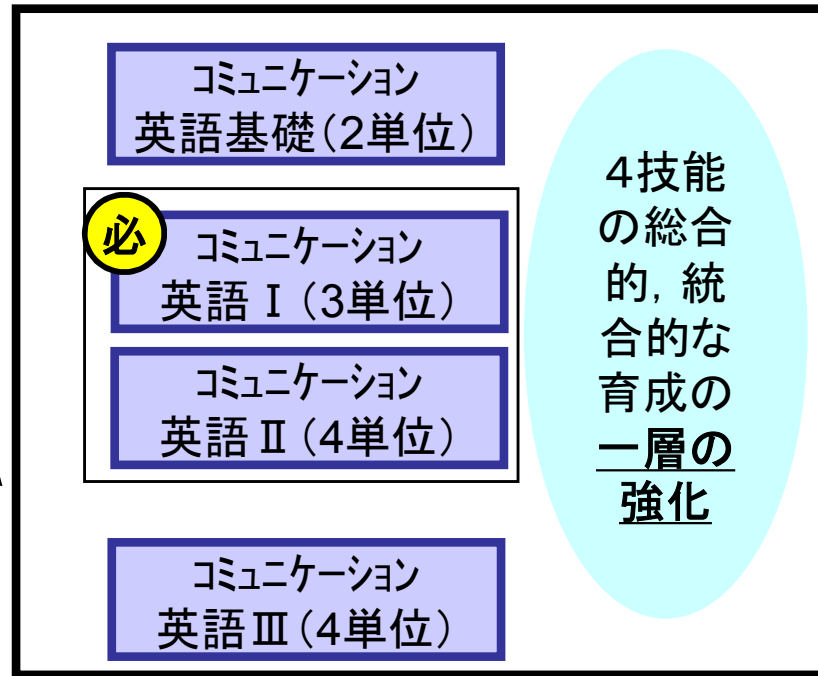 コミュニケーション
英語基礎（2単位）
必
コミュニケーション
英語Ⅰ（3単位）
コミュニケーション
英語Ⅱ（4単位）
コミュニケーション
英語Ⅲ（4単位）
４技能
の総合
的，統
合的な
育成の
一層の
強化